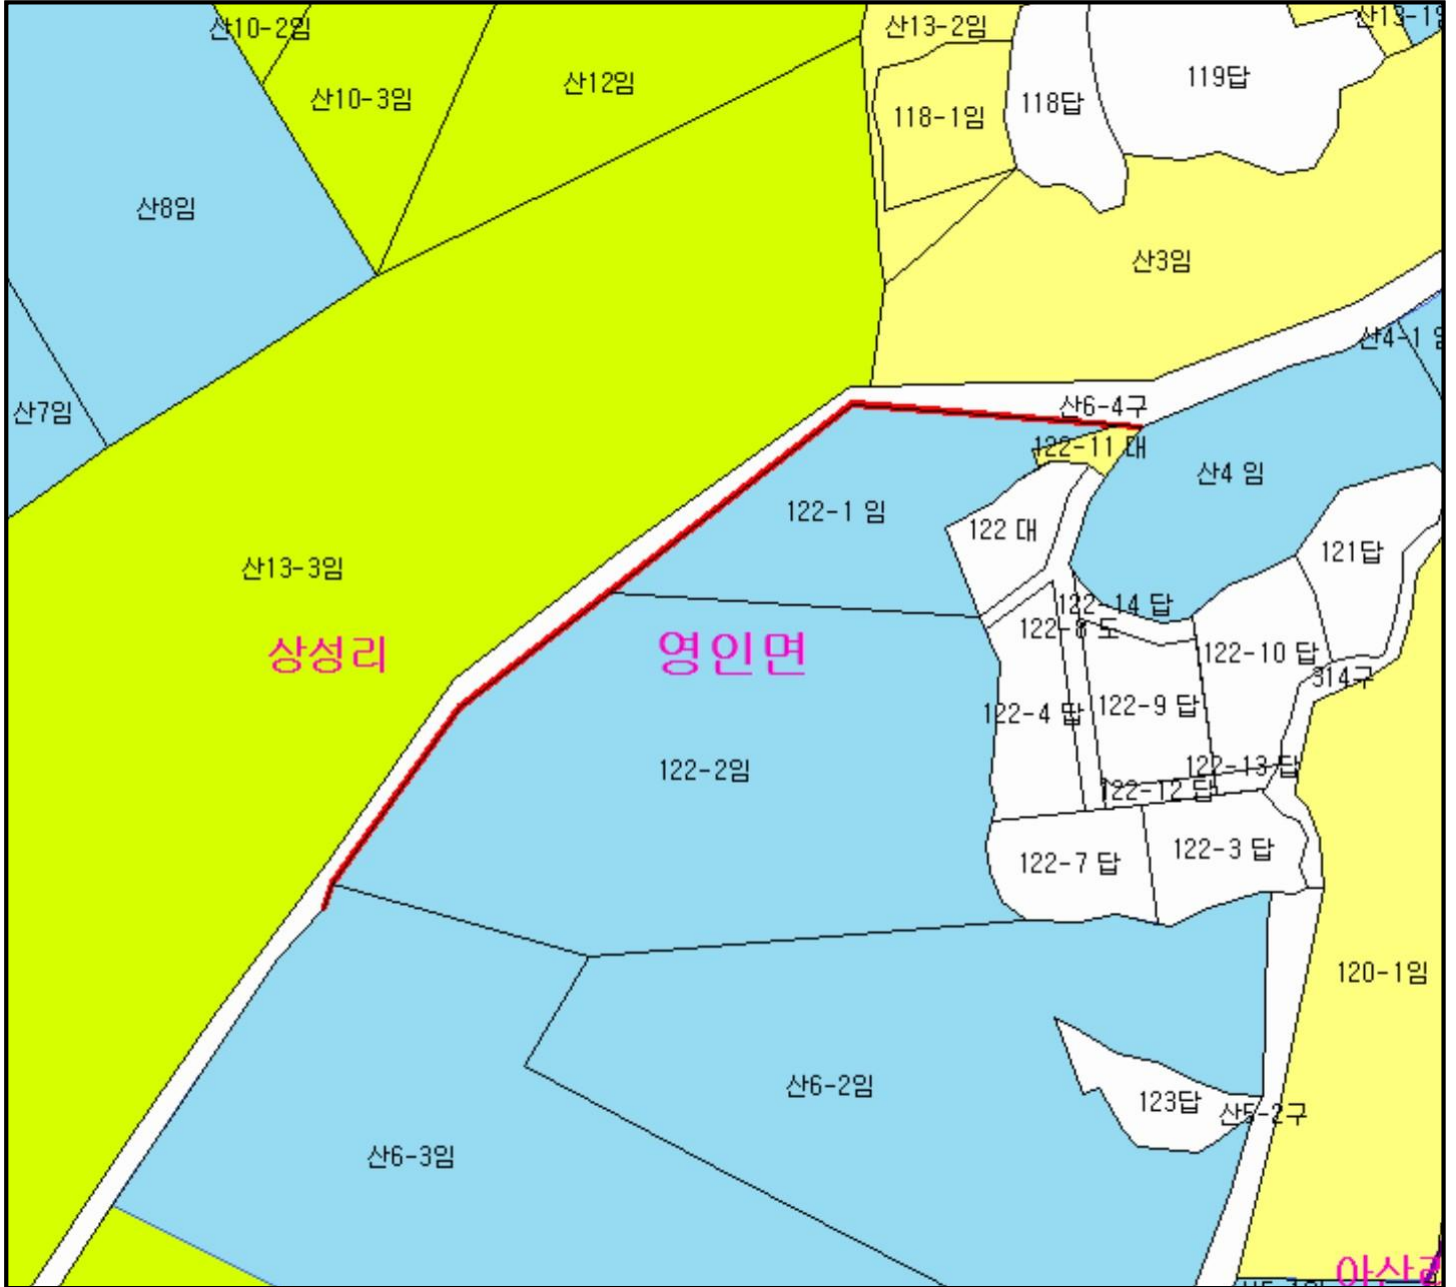 산10-2임
산13-2임
산10-3임
산12임
118-1임
118답
119답
산8임
산3임
산4-1
산7임
산6-4구
122-11 대
산4 임
122-1 임
122 대
121답
산13-3임
122-14 답
122-8 도
상성리
영인면
122-10 답
314구
122-4 답
122-9 답
122-2임
122-13 답
122-12 답
122-7 답
122-3 답
120-1임
산6-2임
123답
산5-2구
산6-3임